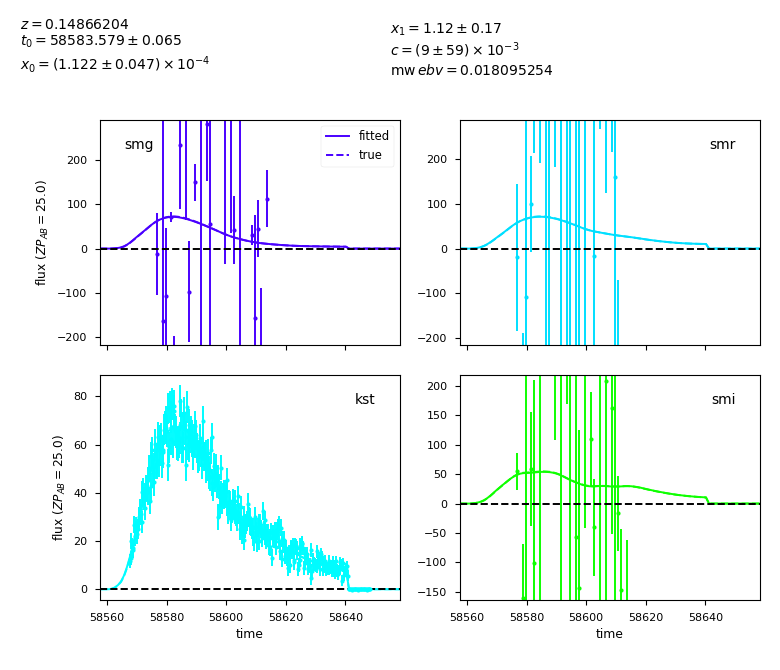 z = 0.14866204
t₀ = 58583.579 ± 0.065
x₀ = (1.122 ± 0.047) × 10⁻⁴
x₁ = 1.12 ± 0.17
c = (9 ± 59) × 10⁻³
mw ebv = 0.018095254
smg
fitted
true
200
100
0
−100
−200
flux (ZP_AB = 25.0)
smr
200
100
0
−100
−200
kst
80
60
40
20
0
flux (ZP_AB = 25.0)
58560 58580 58600 58620 58640
time
smi
200
150
100
50
0
−50
−100
−150
58560 58580 58600 58620 58640
time